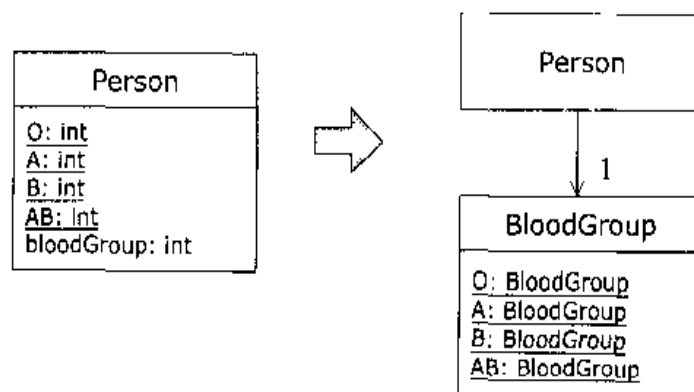 Person
O: int
A: int
B: int
AB: int
bloodGroup: int
Person
1
BloodGroup
O: BloodGroup
A: BloodGroup
B: BloodGroup
AB: BloodGroup